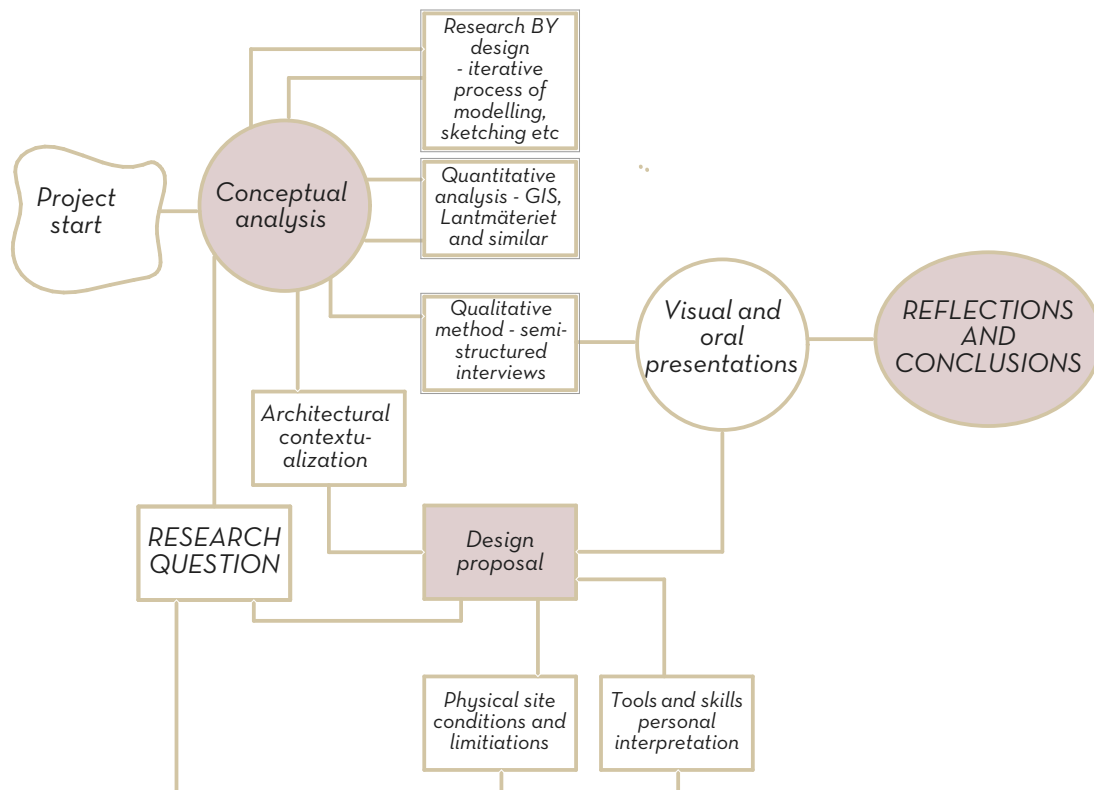 Research BY
design
- iterative
process of
modelling,
sketching etc
Project
start
Conceptual
analysis
Quantitative
analysis - GIS,
Lantmäteriet
and similar
Qualitative
method - semi-
structured
interviews
Visual and
oral
presentations
REFLECTIONS
AND
CONCLUSIONS
Architectural
contextu-
alization
RESEARCH
QUESTION
Design
proposal
Physical site
conditions and
limitiations
Tools and skills
personal
interpretation